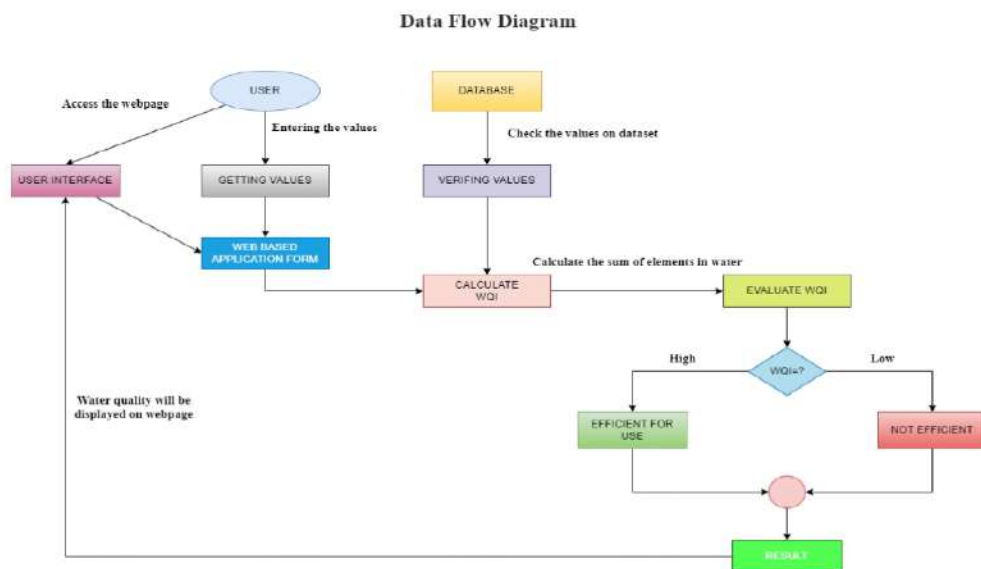 Data Flow Diagram
USER
DATABASE
Access the webpage
Entering the values
Check the values on dataset
USER INTERFACE
GETTING VALUES
VERIFING VALUES
WEB BASED
APPLICATION FORM
Calculate the sum of elements in water
CALCULATE
WQI
EVALUATE WQI
High
Low
WQI=?
Water quality will be
displayed on webpage
EFFICIENT FOR
USE
NOT EFFICIENT
RESULT